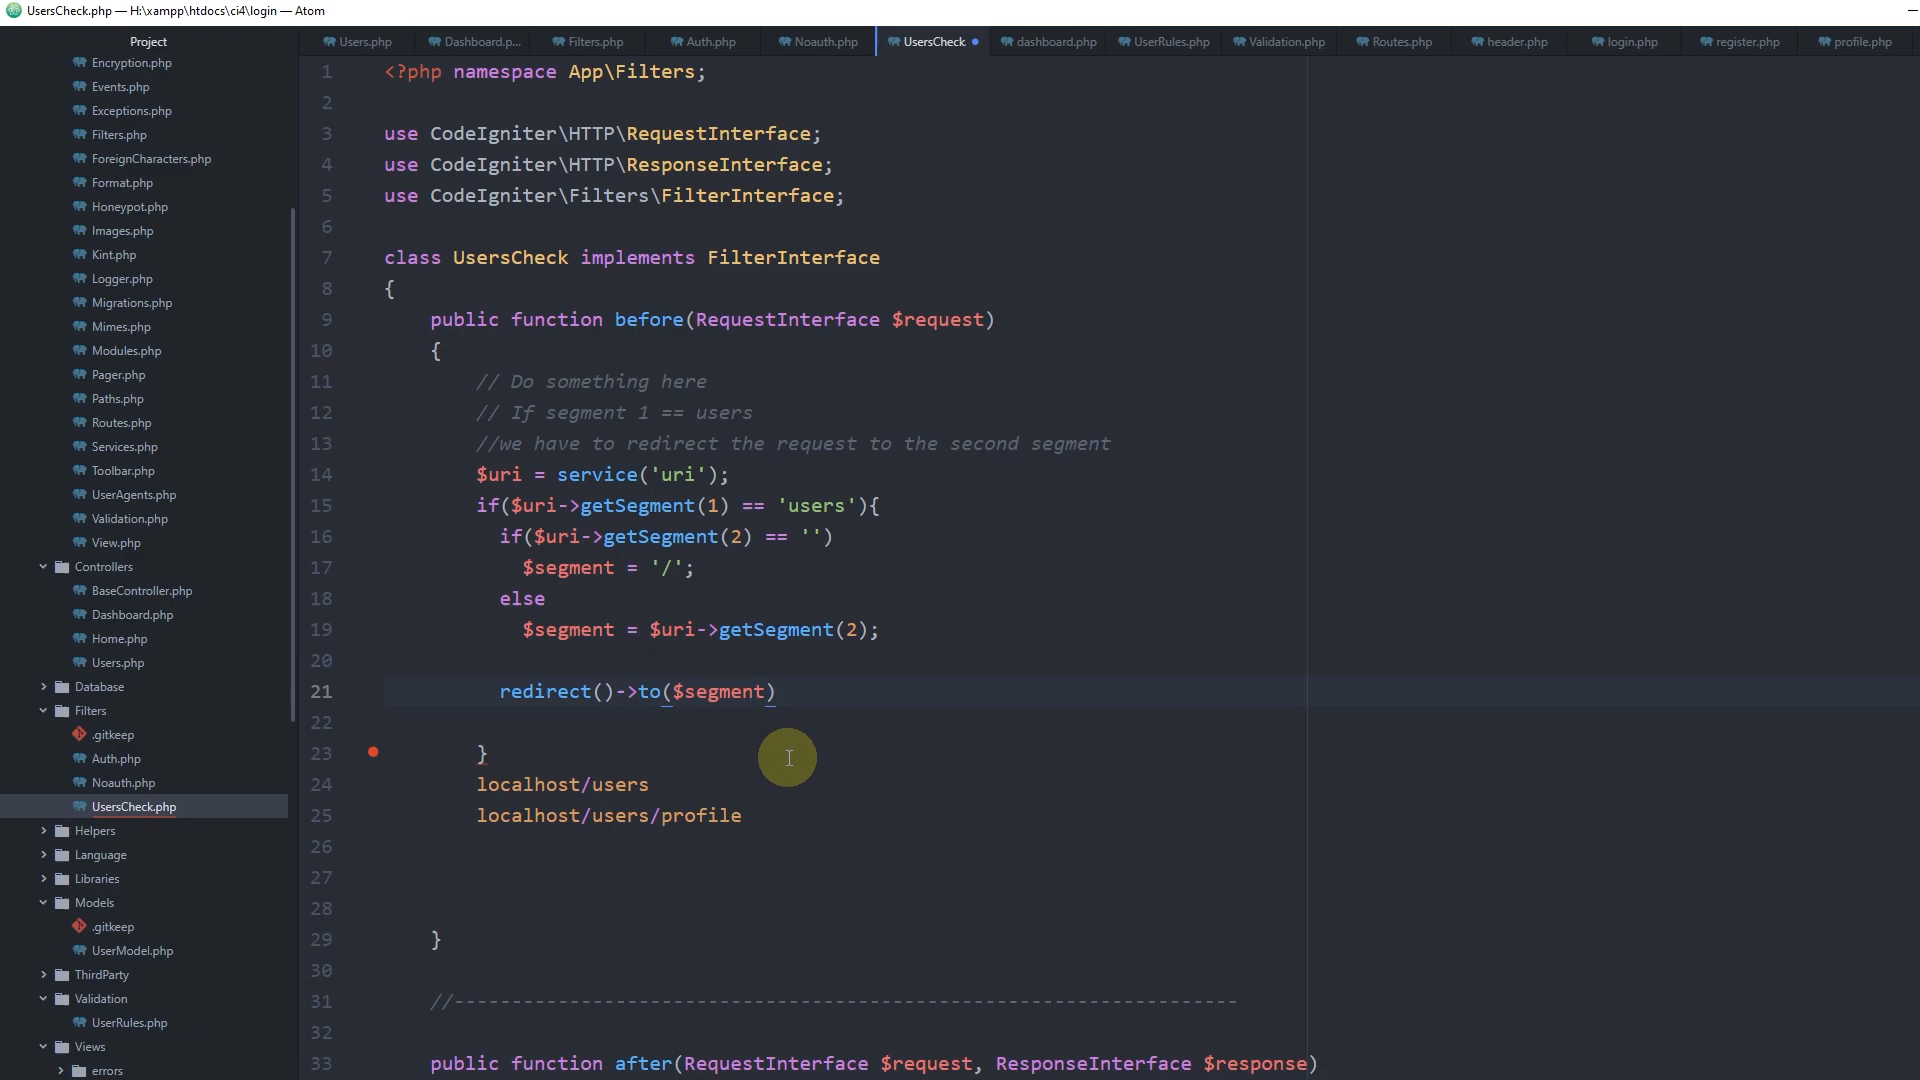 UsersCheck.php — H:\xampp\htdocs\ci4\login — Atom
Project
Users.php
Dashboard.p...
Filters.php
Auth.php
Noauth.php
UsersCheck
dashboard.php
UserRules.php
Validation.php
Routes.php
header.php
login.php
register.php
profile.php
Encryption.php
Events.php
Exceptions.php
Filters.php
ForeignCharacters.php
Format.php
Honeypot.php
Images.php
Kint.php
Logger.php
Migrations.php
Mimes.php
Modules.php
Pager.php
Paths.php
Routes.php
Services.php
Toolbar.php
UserAgents.php
Validation.php
View.php
Controllers
BaseController.php
Dashboard.php
Home.php
Users.php
Database
Filters
.gitkeep
Auth.php
Noauth.php
UsersCheck.php
Helpers
Language
Libraries
Models
.gitkeep
UserModel.php
ThirdParty
Validation
UserRules.php
Views
errors
1 <?php namespace App\Filters;
2
3 use CodeIgniter\HTTP\RequestInterface;
4 use CodeIgniter\HTTP\ResponseInterface;
5 use CodeIgniter\Filters\FilterInterface;
6
7 class UsersCheck implements FilterInterface
8 {
9 public function before(RequestInterface $request)
10 {
11 // Do something here
12 // If segment 1 == users
13 //we have to redirect the request to the second segment
14 $uri = service('uri');
15 if($uri->getSegment(1) == 'users'){
16 if($uri->getSegment(2) == '')
17 $segment = '/';
18 else
19 $segment = $uri->getSegment(2);
20
21 redirect()->to($segment)
22
23 }
24 localhost/users
25 localhost/users/profile
26
27
28
29 }
30
31 //--------------------------------------------------------------------
32
33 public function after(RequestInterface $request, ResponseInterface $response)